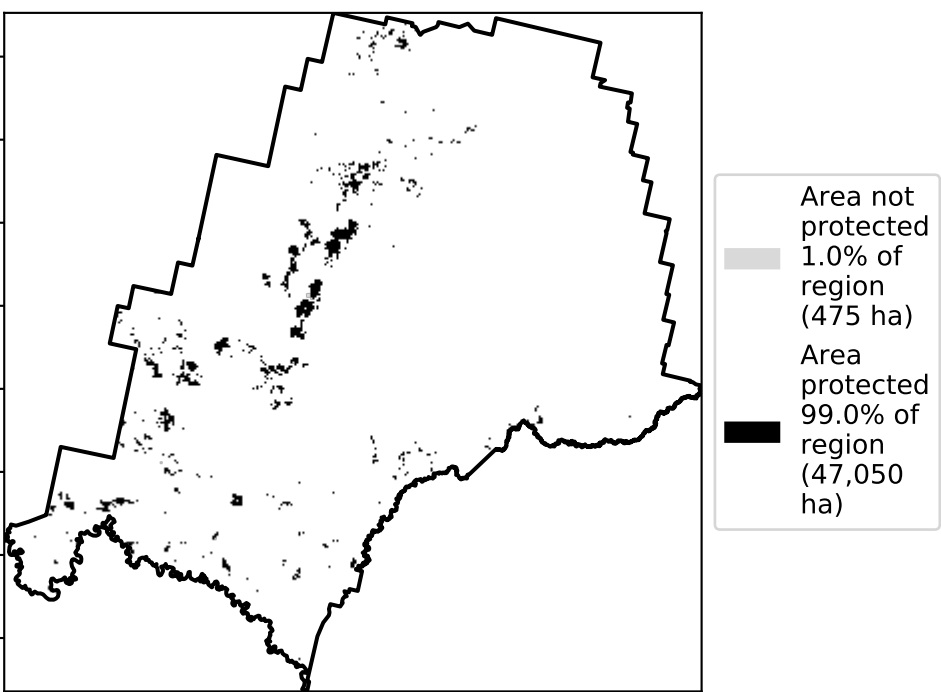 Area not
protected
1.0% of
region
(475 ha)
Area
protected
99.0% of
region
(47,050
ha)